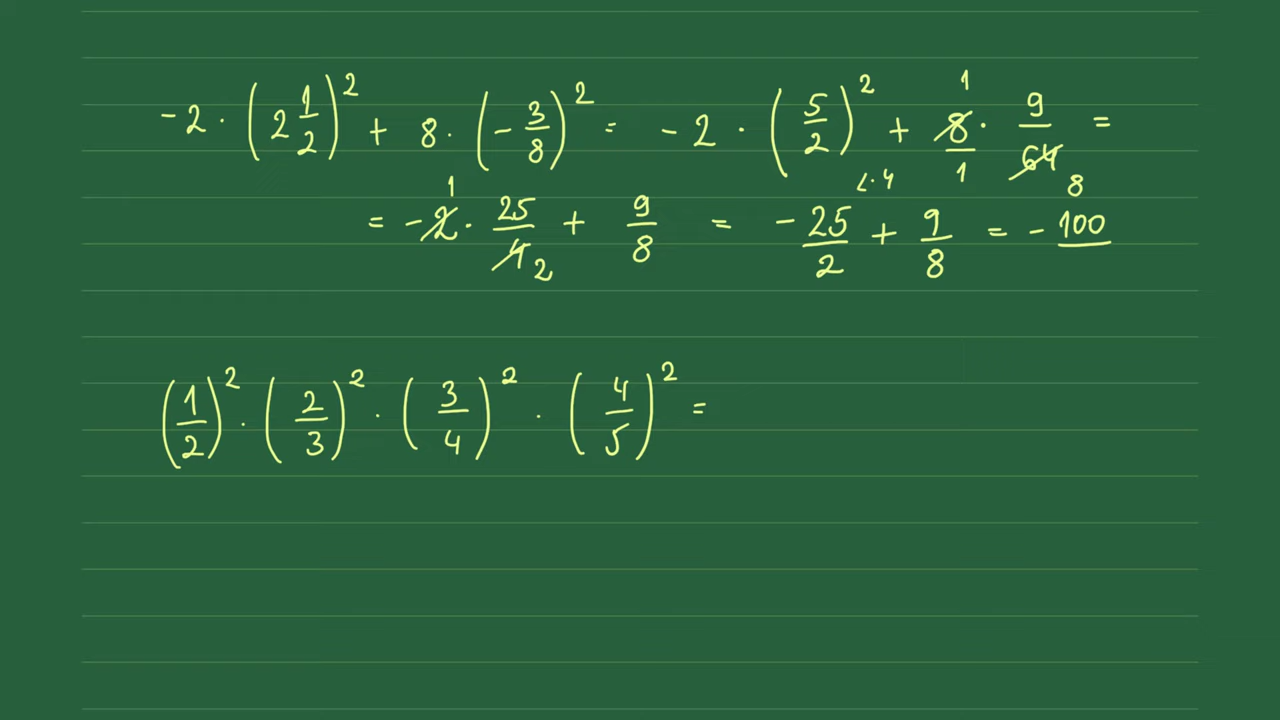 -2 · (2 1/2)² + 8 · (- 3/8)² = -2 · (5/2)² + 8/1 · 9/64 =
= -2 · 25/4 + 9/8 = - 25/2 + 9/8 = - 100
(1/2)² · (2/3)² · (3/4)² · (4/5)² =